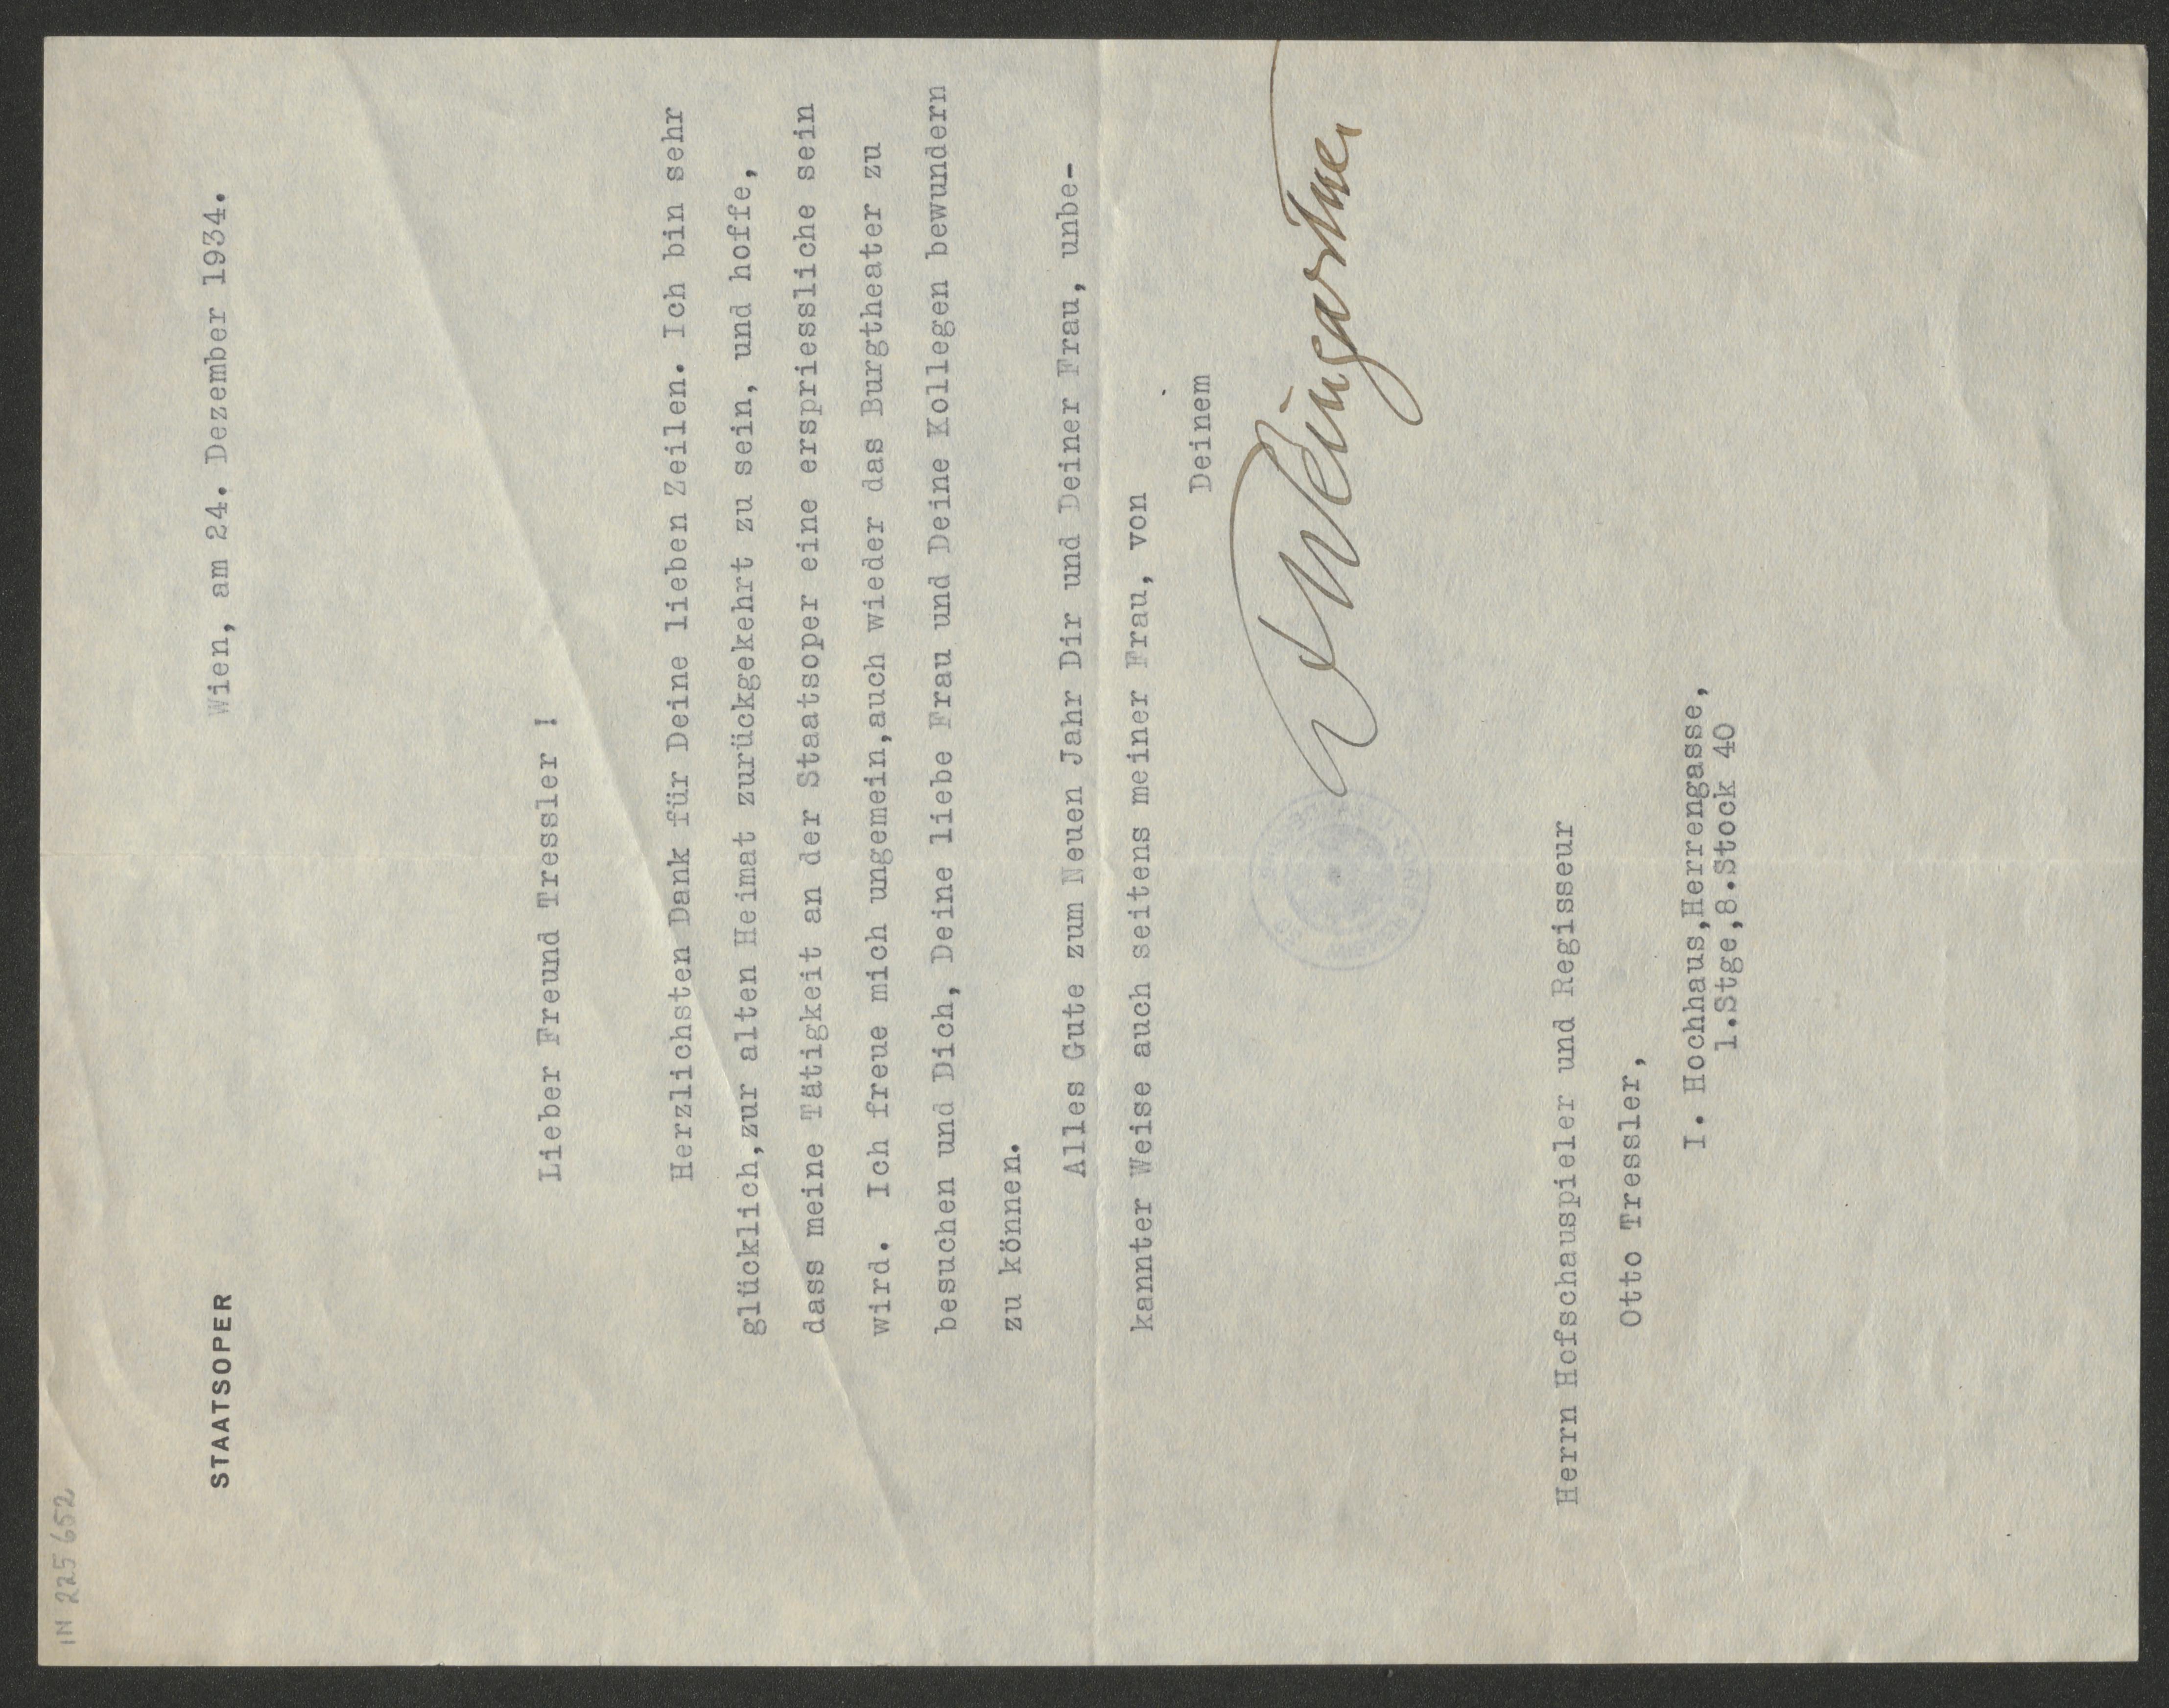 IN 225652
STAATSOPER
Wien, am 24. Dezember 1934.
Lieber Freund Tressler !
Herzlichsten Dank für Deine lieben Zeilen. Ich bin sehr
glücklich,zur alten Heimat zurückgekehrt zu sein, und hoffe,
dass meine Tätigkeit an der Staatsoper eine erspriessliche sein
wird. Ich freue mich ungemein,auch wieder das Burgtheater zu
besuchen und Dich, Deine liebe Frau und Deine Kollegen bewundern
zu können.
Alles Gute zum Neuen Jahr Dir und Deiner Frau, unbe-
kannter Weise auch seitens meiner Frau, von
Deinem
Weingartner
Herrn Hofschauspieler und Regisseur
Otto Tressler,
I. Hochhaus,Herrengasse,
1.Stge,8.Stock 40